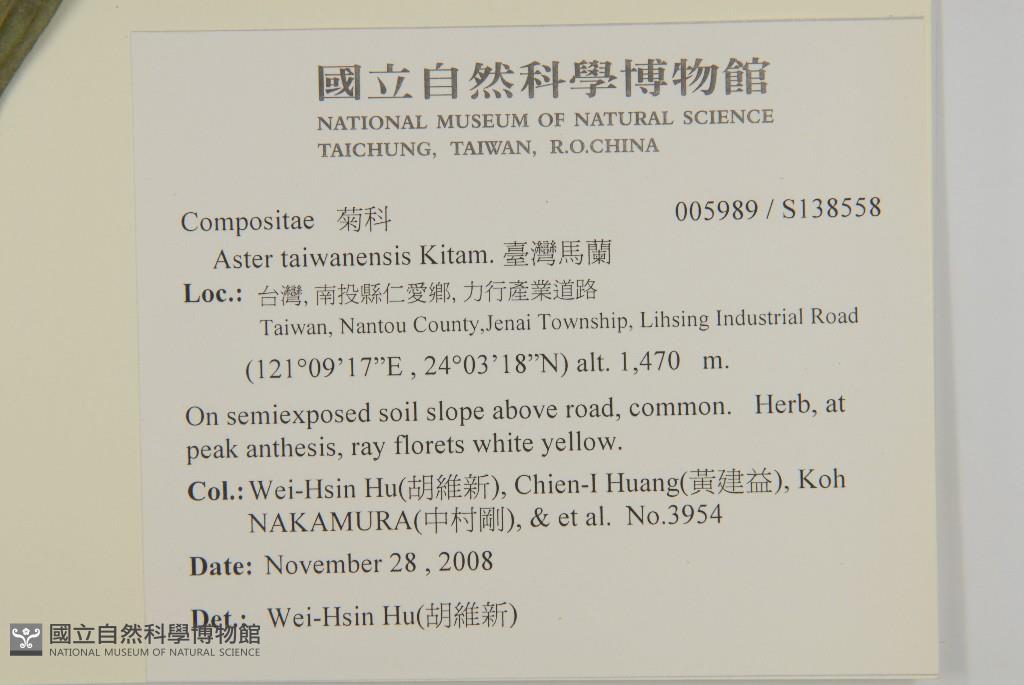 國立自然科學博物館
NATIONAL MUSEUM OF NATURAL SCIENCE
TAICHUNG, TAIWAN, R.O.CHINA
Compositae 菊科 005989 / S138558
Aster taiwanensis Kitam. 臺灣馬蘭
Loc.: 台灣, 南投縣仁愛鄉, 力行產業道路
Taiwan, Nantou County,Jenai Township, Lihsing Industrial Road
(121°09’17”E , 24°03’18”N) alt. 1,470 m.
On semiexposed soil slope above road, common. Herb, at
peak anthesis, ray florets white yellow.
Col.: Wei-Hsin Hu(胡維新), Chien-I Huang(黃建益), Koh
NAKAMURA(中村剛), & et al. No.3954
Date: November 28 , 2008
Det.: Wei-Hsin Hu(胡維新)
國立自然科學博物館
NATIONAL MUSEUM OF NATURAL SCIENCE